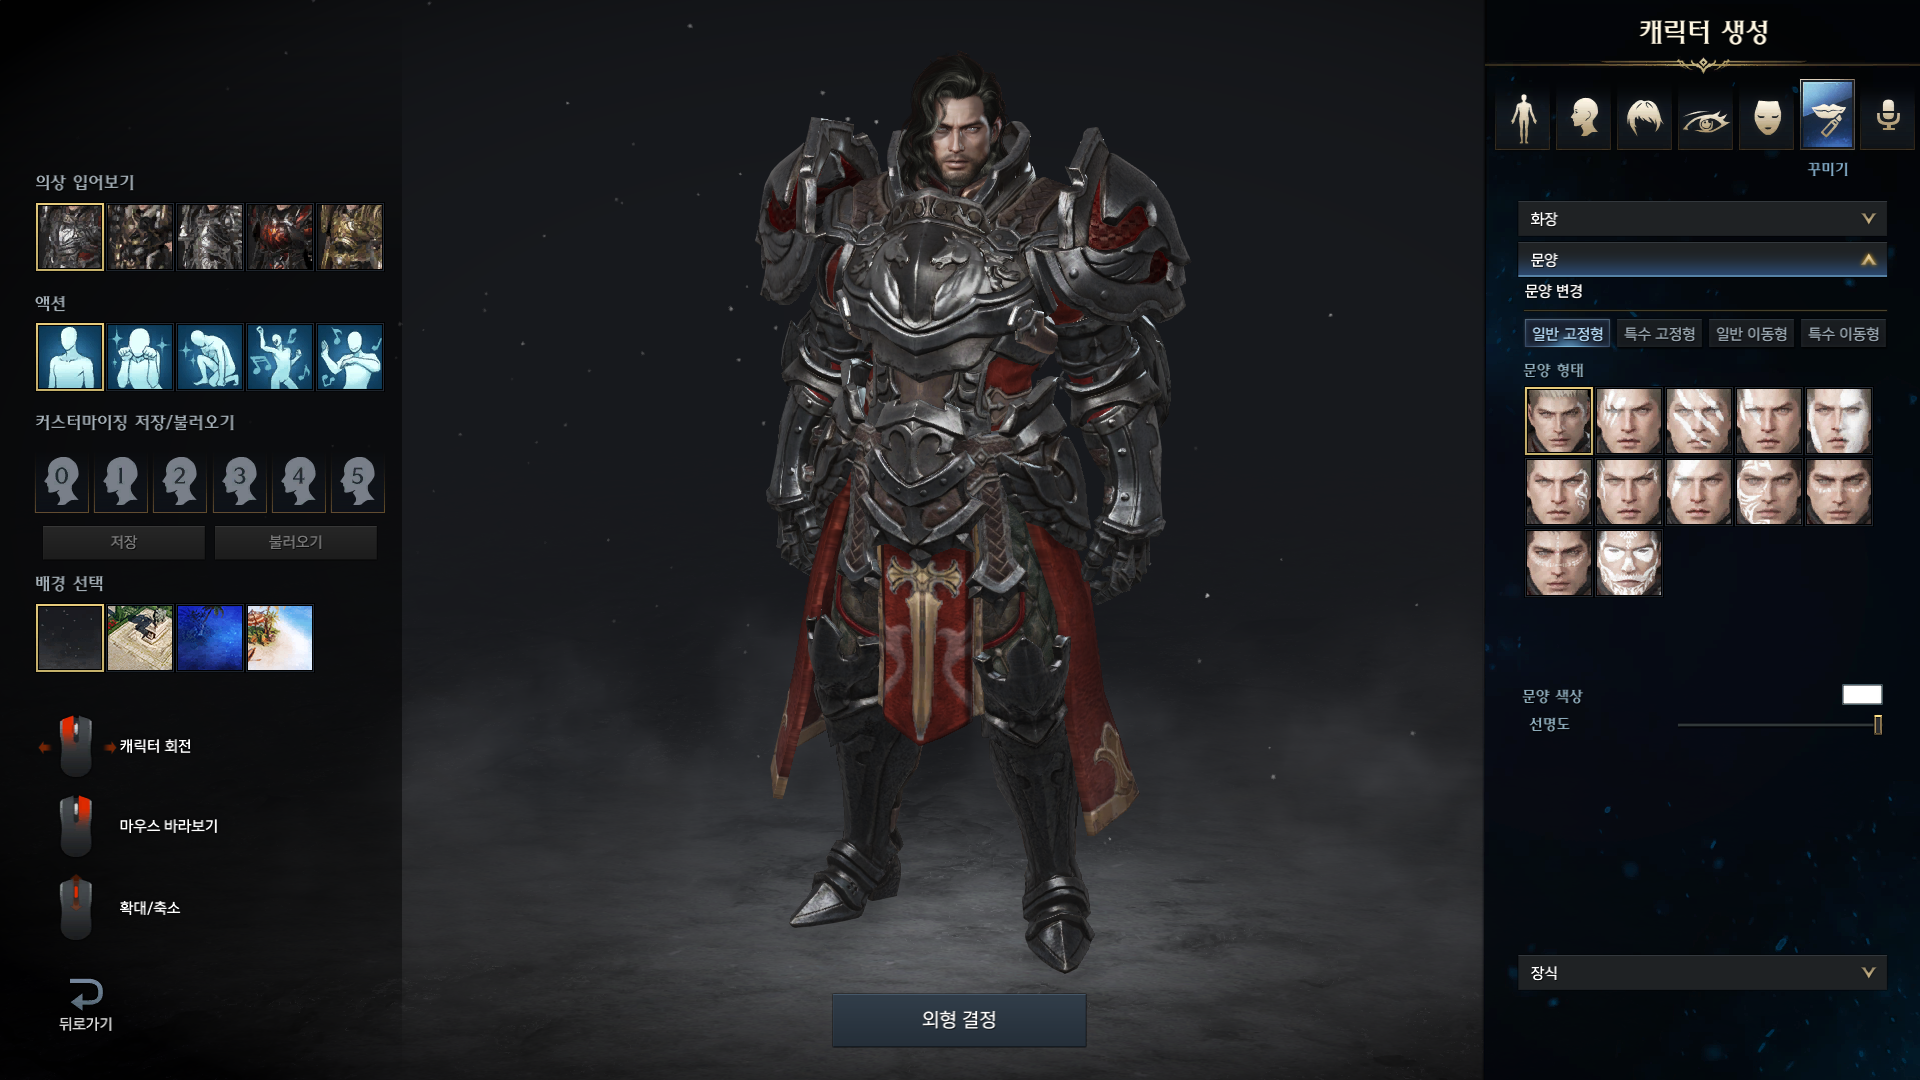 캐릭터 생성
꾸미기
의상 입어보기
액션
커스터마이징 저장/불러오기
0 1 2 3 4 5
저장 불러오기
배경 선택
캐릭터 회전
마우스 바라보기
확대/축소
뒤로가기
외형 결정
화장
문양
문양 변경
일반 고정형 특수 고정형 일반 이동형 특수 이동형
문양 형태
문양 색상
선명도
장식